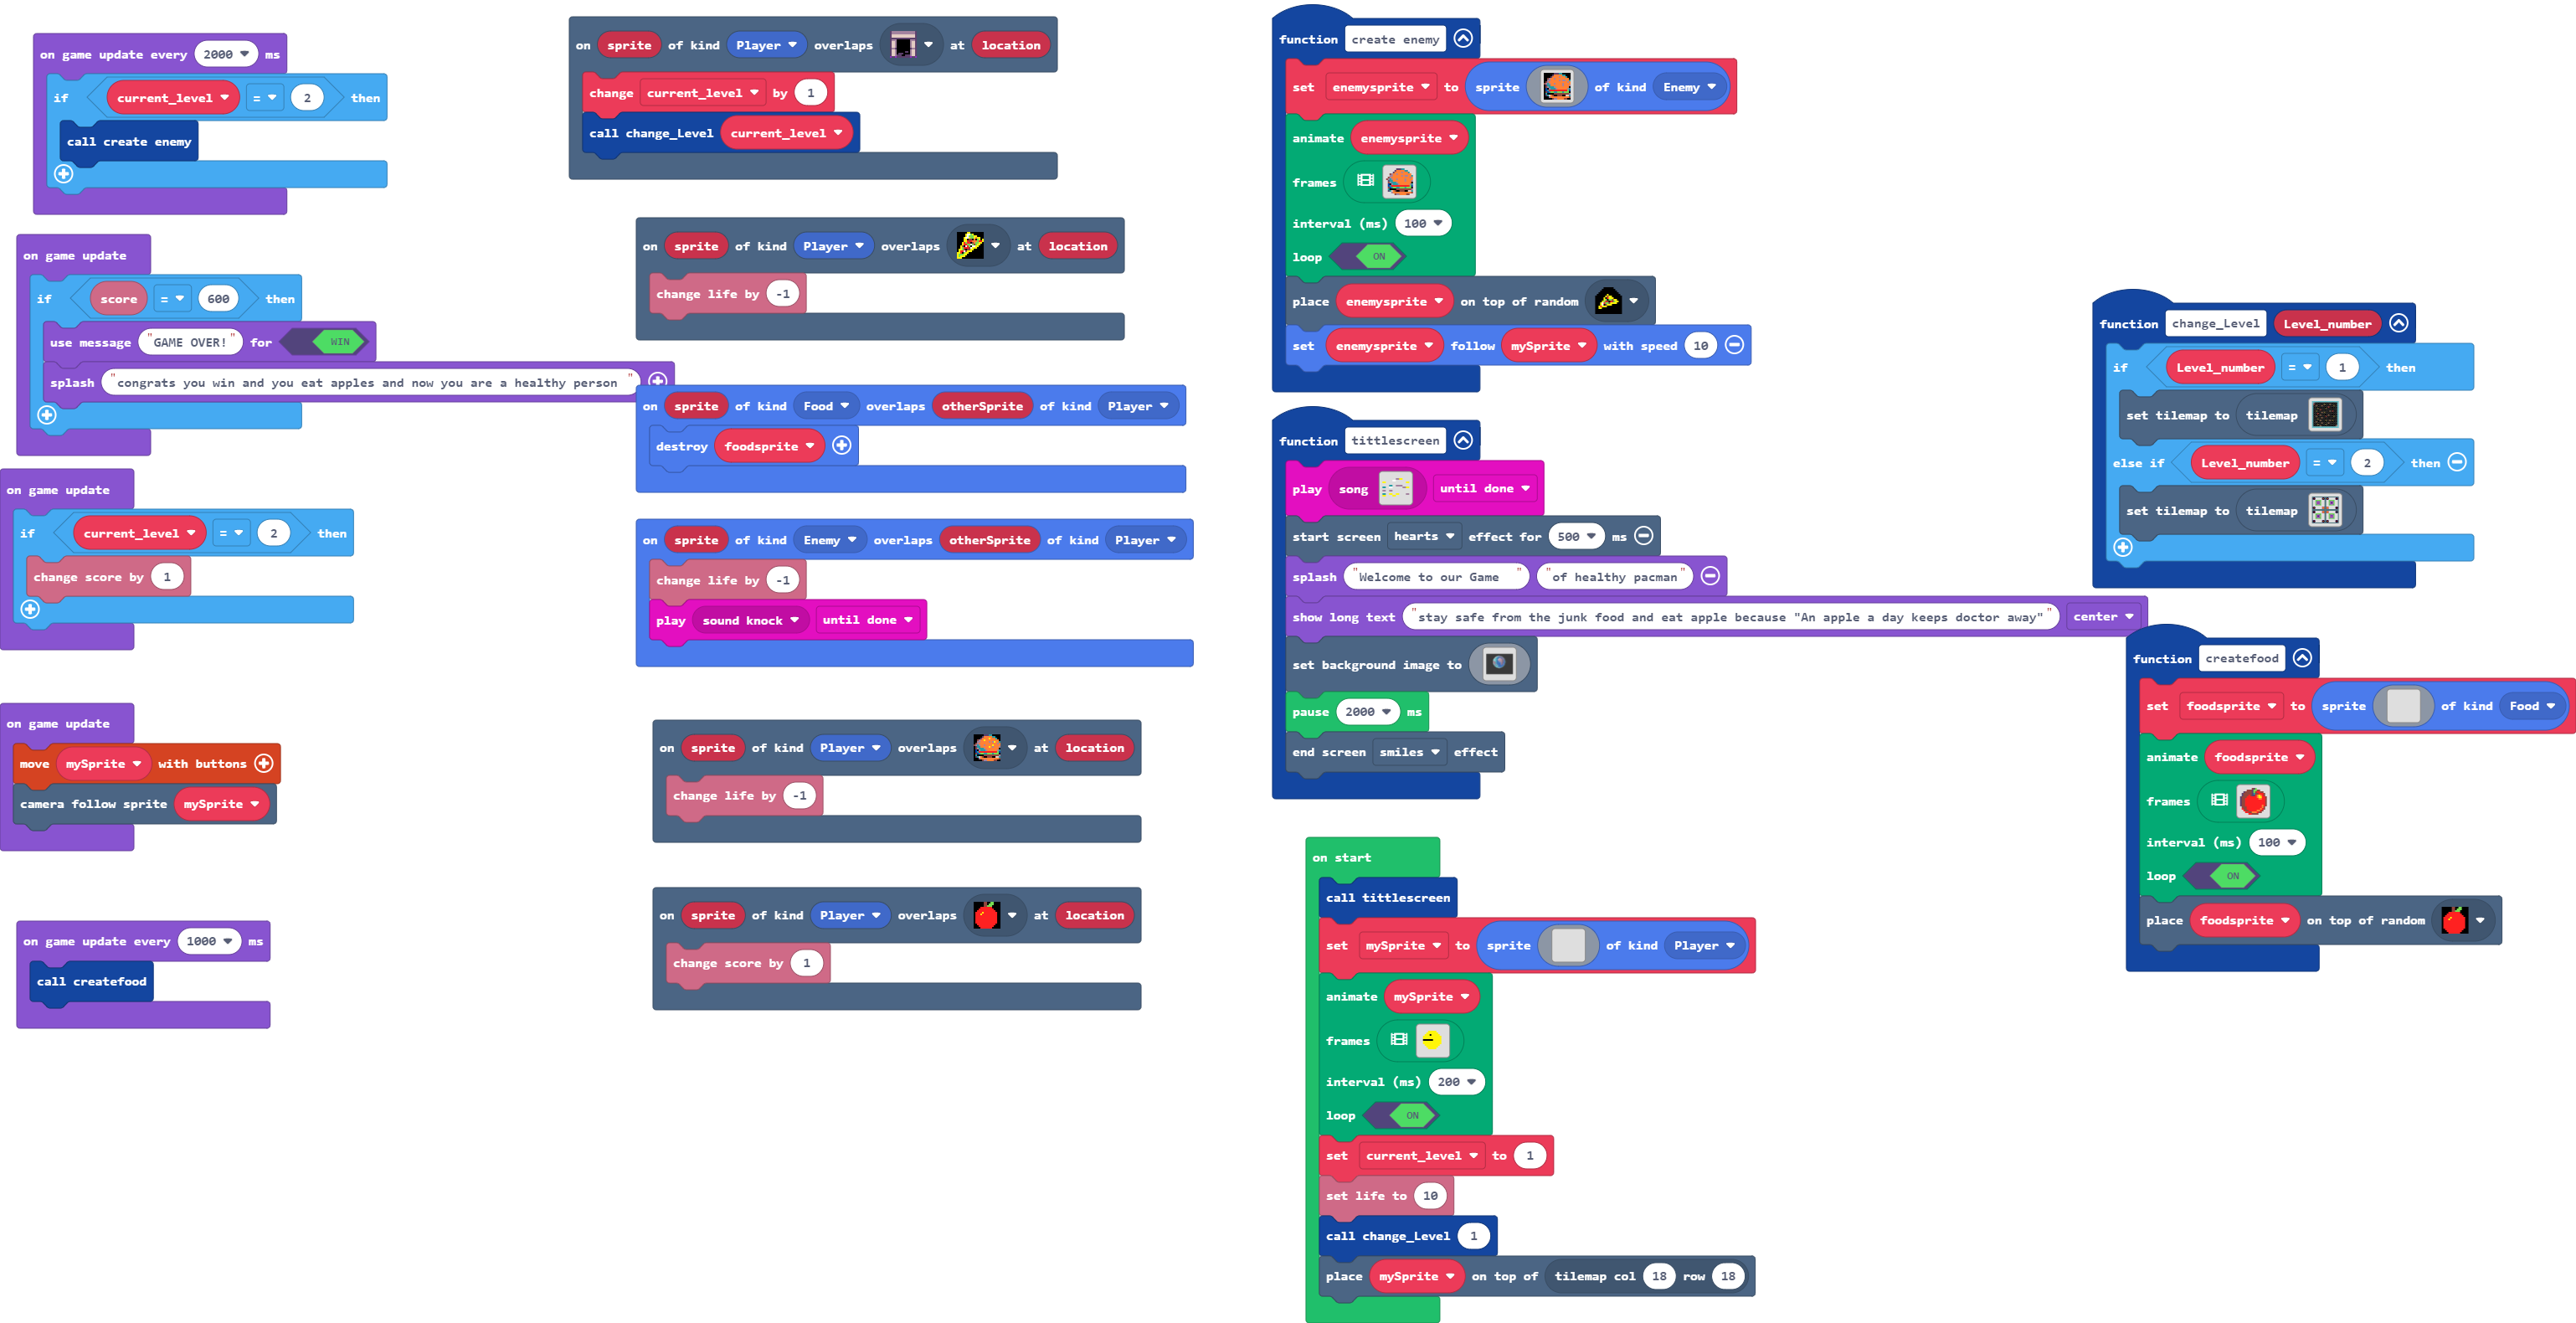 on game update every 2000 ms
if current_level = 2 then
call create enemy
on game update
if score = 600 then
use message "GAME OVER!" for WIN
splash "congrats you win and you eat apples and now you are a healthy person "
on game update
if current_level = 2 then
change score by 1
on game update
move mySprite with buttons
camera follow sprite mySprite
on game update every 1000 ms
call createfood
on sprite of kind Player overlaps at location
change current_level by 1
call change_Level current_level
on sprite of kind Player overlaps at location
change life by -1
on sprite of kind Food overlaps otherSprite of kind Player
destroy foodsprite
on sprite of kind Enemy overlaps otherSprite of kind Player
change life by -1
play sound knock until done
on sprite of kind Player overlaps at location
change life by -1
on sprite of kind Player overlaps at location
change score by 1
function create enemy
set enemysprite to sprite of kind Enemy
animate enemysprite
frames
interval (ms) 100
loop ON
place enemysprite on top of random
set enemysprite follow mySprite with speed 10
function tittlescreen
play song until done
start screen hearts effect for 500 ms
splash "Welcome to our Game " "of healthy pacman"
show long text "stay safe from the junk food and eat apple because "An apple a day keeps doctor away"" center
set background image to
pause 2000 ms
end screen smiles effect
on start
call tittlescreen
set mySprite to sprite of kind Player
animate mySprite
frames
interval (ms) 200
loop ON
set current_level to 1
set life to 10
call change_Level 1
place mySprite on top of tilemap col 18 row 18
function change_Level Level_number
if Level_number = 1 then
set tilemap to tilemap
else if Level_number = 2 then
set tilemap to tilemap
function createfood
set foodsprite to sprite of kind Food
animate foodsprite
frames
interval (ms) 100
loop ON
place foodsprite on top of random